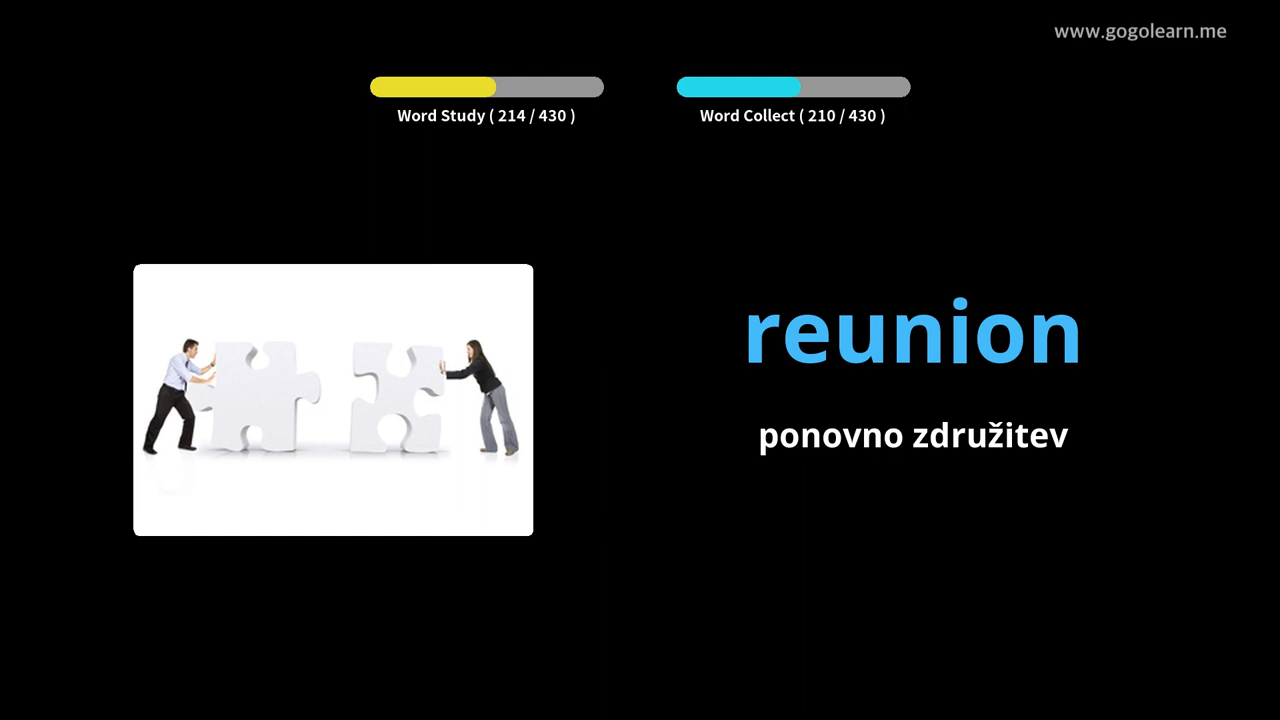 www.gogolearn.me
Word Study ( 214 / 430 )
Word Collect ( 210 / 430 )
reunion
ponovno združitev